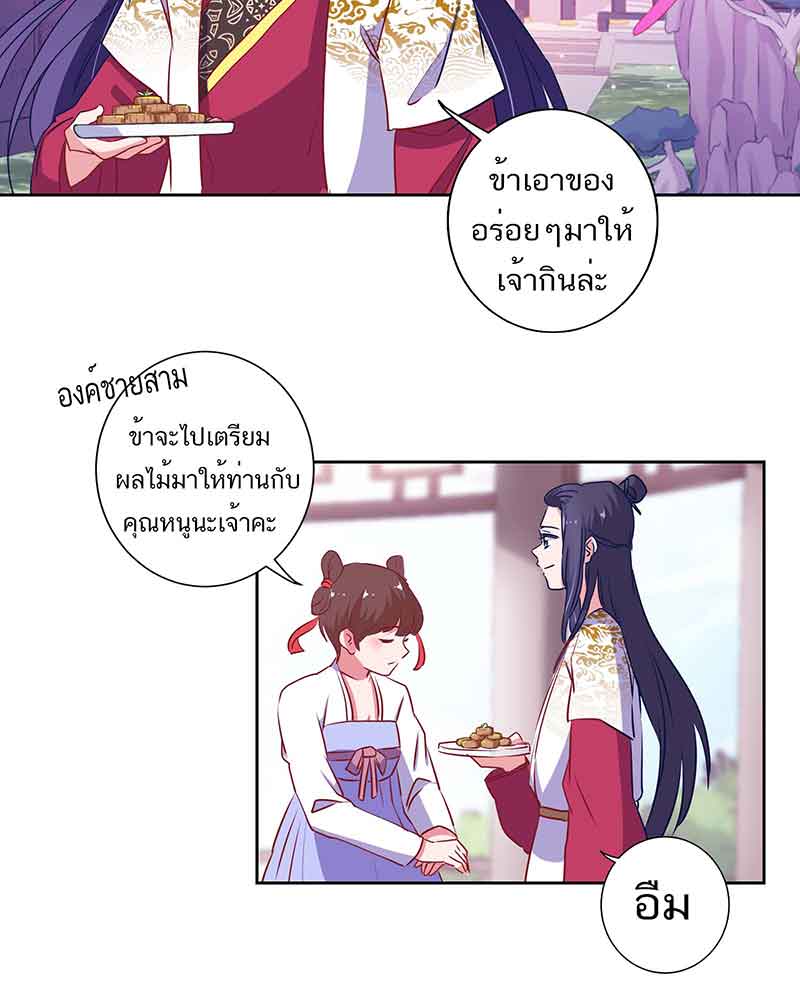 ข้าเอาของ
อร่อยๆมาให้
เจ้ากินล่ะ
องค์ชายสาม
ข้าจะไปเตรียม
ผลไม้มาให้ท่านกับ
คุณหนูนะเจ้าคะ
อืม